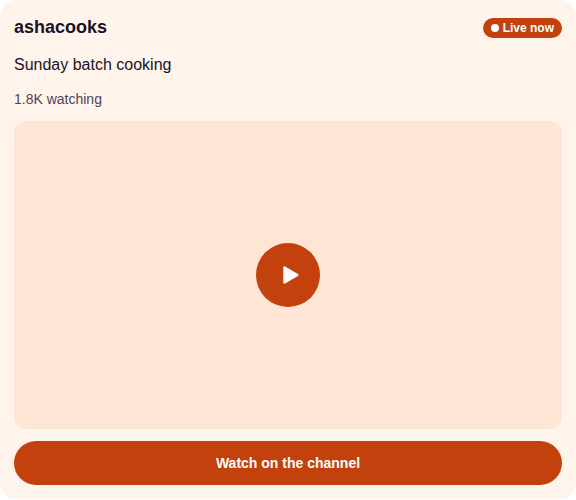 ashacooks
Live now
Sunday batch cooking
1.8K watching
Watch on the channel